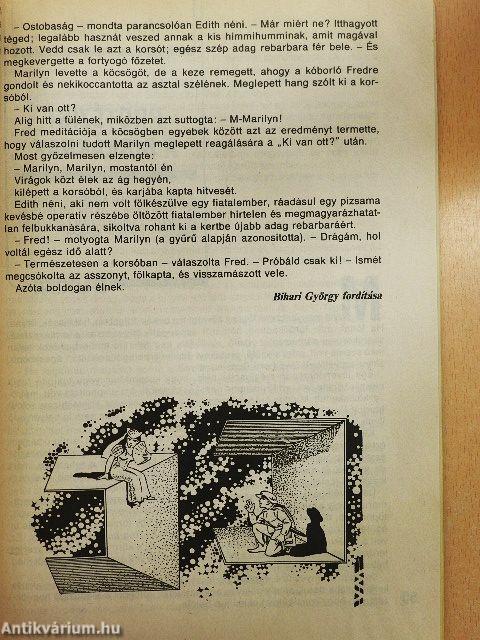 – Ostobaság – mondta parancsolóan Edith néni. – Már miért ne? Itthagyott
téged; legalább hasznát veszed annak a kis himmihumminak, amit magával
hozott. Vedd csak le azt a korsót; egész szép adag rebarbara fér bele. – És
megkevergette a fortyogó főzetet.
Marilyn levette a köcsögöt, de a keze remegett, ahogy a kóborló Fredre
gondolt és nekikoccantotta az asztal szélének. Meglepett hang szólt ki a kor-
sóból.
– Ki van ott?
Alig hitt a fülének, miközben azt suttogta: – M-Marilyn!
Fred meditációja a köcsögben egyebek között azt az eredményt termette,
hogy válaszolni tudott Marilyn meglepett reagálására a „Ki van ott?” után.
Most győzelmesen elzengte:
– Marilyn, Marilyn, mostantól én
Virágok közt élek az ág hegyén,
kilépett a korsóból, és karjába kapta hitvesét.
Edith néni, aki nem volt fölkészülve egy fiatalember, ráadásul egy pizsama
kevésbé operatív részébe öltözött fiatalember hirtelen és megmagyarázhatat-
lan felbukkanására, sikoltva rohant ki a kertbe újabb adag rebarbaráért.
– Fred! – motyogta Marilyn (a gyűrű alapján azonosította). – Drágám, hol
voltál egész idő alatt?
– Természetesen a korsóban – válaszolta Fred. – Próbáld csak ki! – Ismét
megcsókolta az asszonyt, fölkapta, és visszamászott vele.
Azóta boldogan élnek.
Bihari György fordítása
Antikvárium.hu